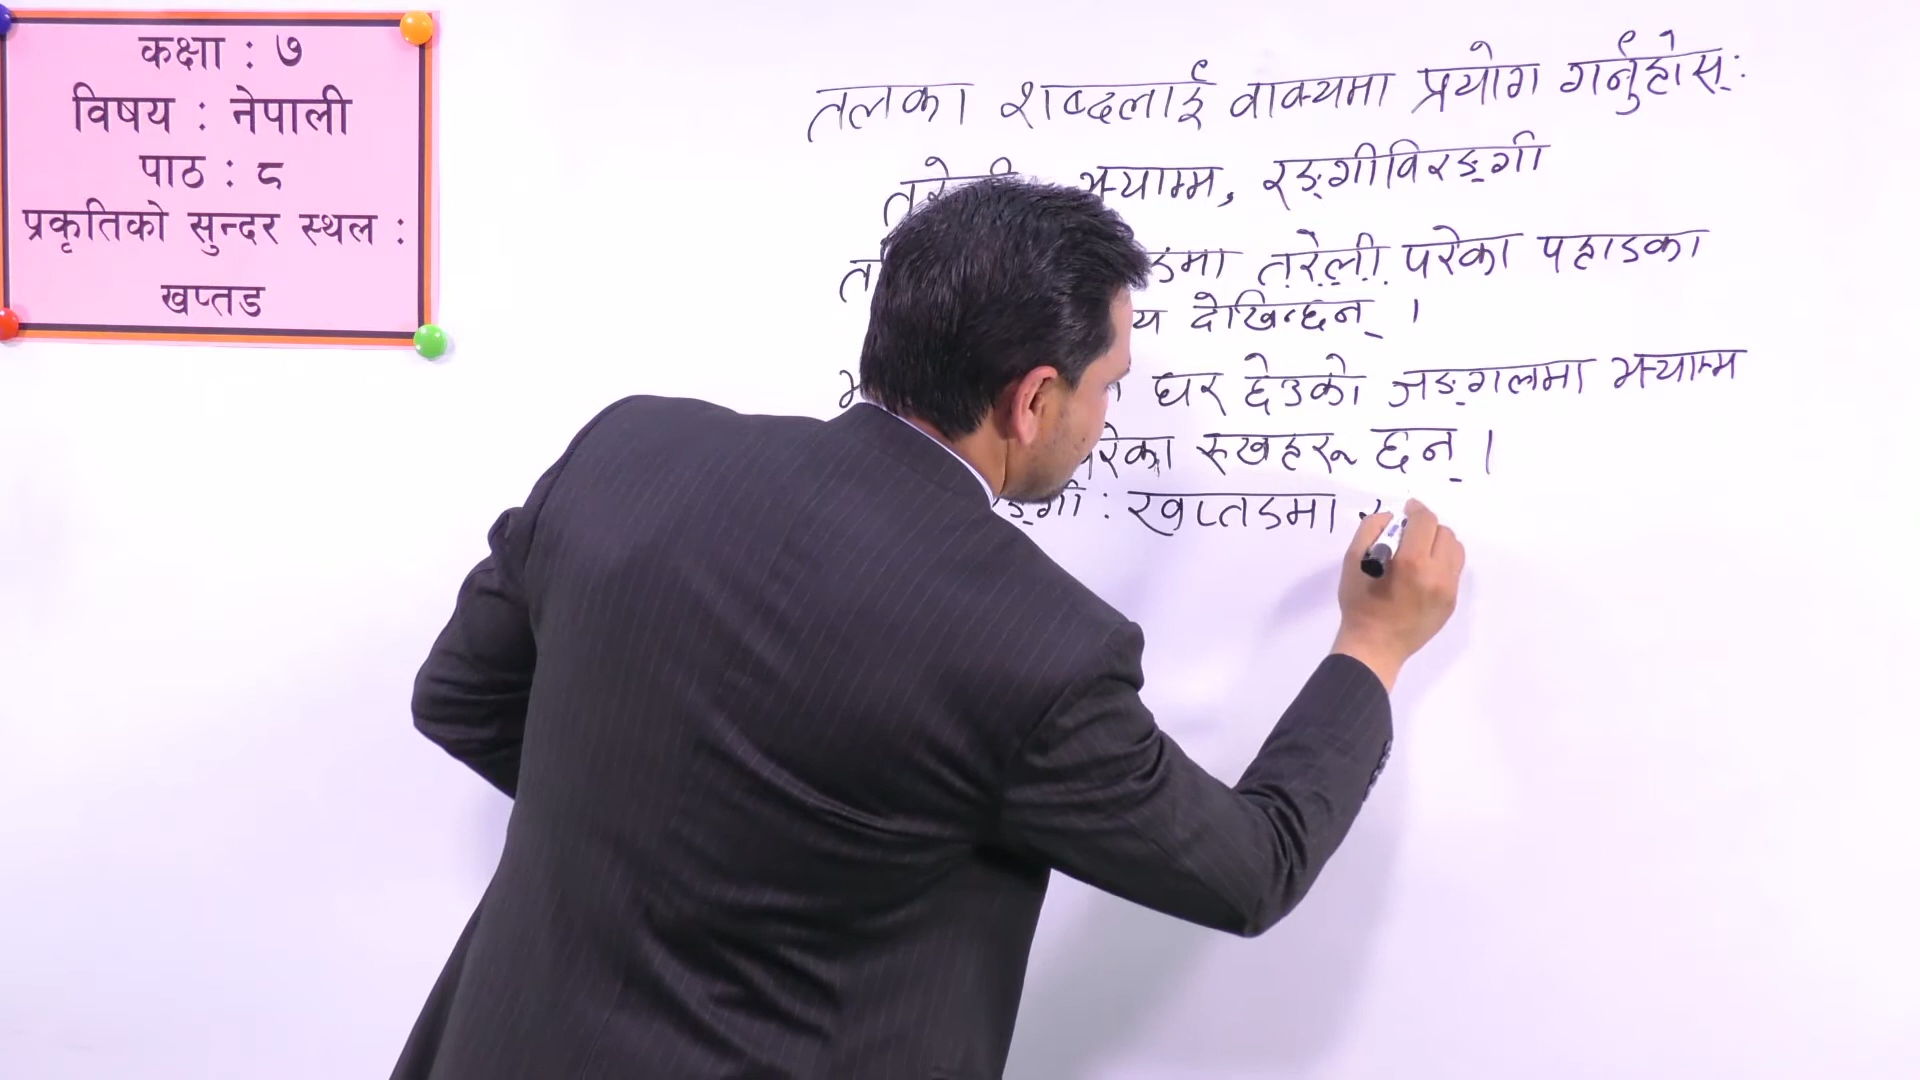 कक्षा : ७
विषय : नेपाली
पाठ : ८
प्रकृतिको सुन्दर स्थल :
खप्तड
तलका शब्दलाई वाक्यमा प्रयोग गर्नुहोस् :
झ्याम्म, रङ्गीविरङ्गी
तरेली परेका पहाडका
देखिन्छन् ।
घर छेउको जङ्गलमा झ्याम्म
परेका रुखहरू छन् ।
: खप्तडमा